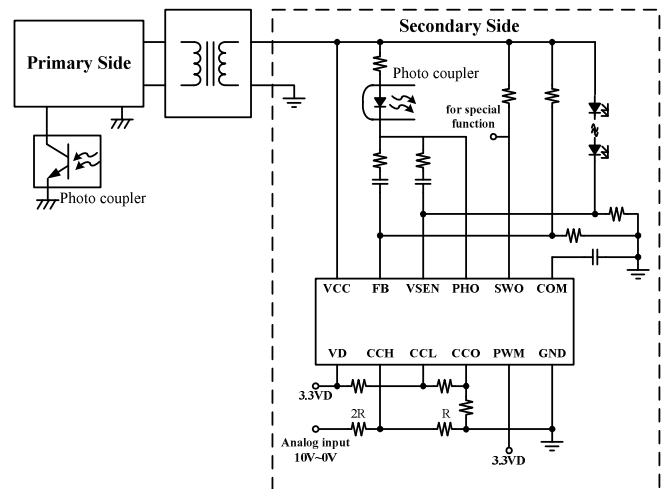 Secondary Side
Primary Side
Photo coupler
for special
function
Photo coupler
VCC FB VSEN PHO SWO COM
VD CCH CCL CCO PWM GND
3.3VD
2R R
Analog input
10V~0V
3.3VD